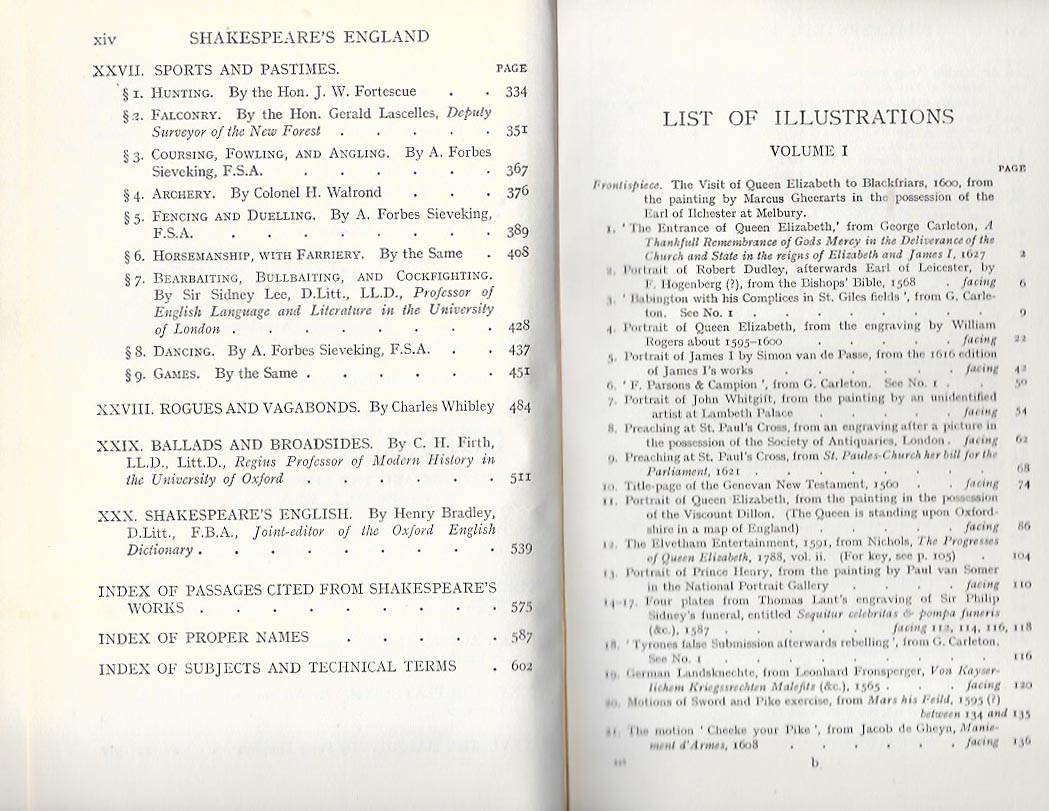 xiv SHAKESPEARE'S ENGLAND
XXVII. SPORTS AND PASTIMES. PAGE
§ 1. HUNTING. By the Hon. J. W. Fortescue . . 334
§ 2. FALCONRY. By the Hon. Gerald Lascelles, Deputy
Surveyor of the New Forest . . . . . 351
§ 3. COURSING, FOWLING, AND ANGLING. By A. Forbes
Sieveking, F.S.A. . . . . . . 367
§ 4. ARCHERY. By Colonel H. Walrond . . . 376
§ 5. FENCING AND DUELLING. By A. Forbes Sieveking,
F.S.A. . . . . . . . . 389
§ 6. HORSEMANSHIP, WITH FARRIERY. By the Same . 408
§ 7. BEARBAITING, BULLBAITING, AND COCKFIGHTING.
By Sir Sidney Lee, D.Litt., LL.D., Professor of
English Language and Literature in the University
of London . . . . . . . . 428
§ 8. DANCING. By A. Forbes Sieveking, F.S.A. . . 437
§ 9. GAMES. By the Same . . . . . . 451
XXVIII. ROGUES AND VAGABONDS. By Charles Whibley 484
XXIX. BALLADS AND BROADSIDES. By C. H. Firth,
LL.D., Litt.D., Regius Professor of Modern History in
the University of Oxford . . . . . . 511
XXX. SHAKESPEARE'S ENGLISH. By Henry Bradley,
D.Litt., F.B.A., Joint-editor of the Oxford English
Dictionary . . . . . . . . . 539
INDEX OF PASSAGES CITED FROM SHAKESPEARE'S
WORKS . . . . . . . . . 575
INDEX OF PROPER NAMES . . . . . 587
INDEX OF SUBJECTS AND TECHNICAL TERMS . 602
LIST OF ILLUSTRATIONS
VOLUME I
PAGE
Frontispiece. The Visit of Queen Elizabeth to Blackfriars, 1600, from
the painting by Marcus Gheerarts in the possession of the
Earl of Ilchester at Melbury.
1. 'The Entrance of Queen Elizabeth,' from George Carleton, A
Thankfull Remembrance of Gods Mercy in the Deliverance of the
Church and State in the reigns of Elizabeth and James I, 1627 2
2. Portrait of Robert Dudley, afterwards Earl of Leicester, by
F. Hogenberg (?), from the Bishops' Bible, 1568 . facing 6
3. 'Babington with his Complices in St. Giles fields', from G. Carle-
ton. See No. 1 . . . . . . . . 9
4. Portrait of Queen Elizabeth, from the engraving by William
Rogers about 1595-1600 . . . . . facing 22
5. Portrait of James I by Simon van de Passe, from the 1616 edition
of James I's works . . . . . facing 42
6. 'F. Parsons & Campion', from G. Carleton. See No. 1 . . 50
7. Portrait of John Whitgift, from the painting by an unidentified
artist at Lambeth Palace . . . . . facing 54
8. Preaching at St. Paul's Cross, from an engraving after a picture in
the possession of the Society of Antiquaries, London . facing 62
9. Preaching at St. Paul's Cross, from St. Paules-Church her bill for the
Parliament, 1621 . . . . . . . 68
10. Title-page of the Genevan New Testament, 1560 . . facing 74
11. Portrait of Queen Elizabeth, from the painting in the possession
of the Viscount Dillon. (The Queen is standing upon Oxford-
shire in a map of England) . . . . . facing 86
12. The Elvetham Entertainment, 1591, from Nichols, The Progresses
of Queen Elizabeth, 1788, vol. ii. (For key, see p. 105) . 104
13. Portrait of Prince Henry, from the painting by Paul van Somer
in the National Portrait Gallery . . . . facing 110
14-17. Four plates from Thomas Lant's engraving of Sir Philip
Sidney's funeral, entitled Sequitur celebritas & pompa funeris
(&c.), 1587 . . . . . facing 112, 114, 116, 118
18. 'Tyrones false Submission afterwards rebelling', from G. Carleton.
See No. 1 . . . . . . . . 116
19. German Landsknechte, from Leonhard Fronsperger, Von Kayser-
lichem Kriegssrechten Malefitz (&c.), 1565 . . . facing 120
20. Motions of Sword and Pike exercise, from Mars his Feild, 1595 (?)
between 134 and 135
21. The motion 'Cheeke your Pike', from Jacob de Gheyn, Manie-
ment d'Armes, 1608 . . . . . facing 136
b